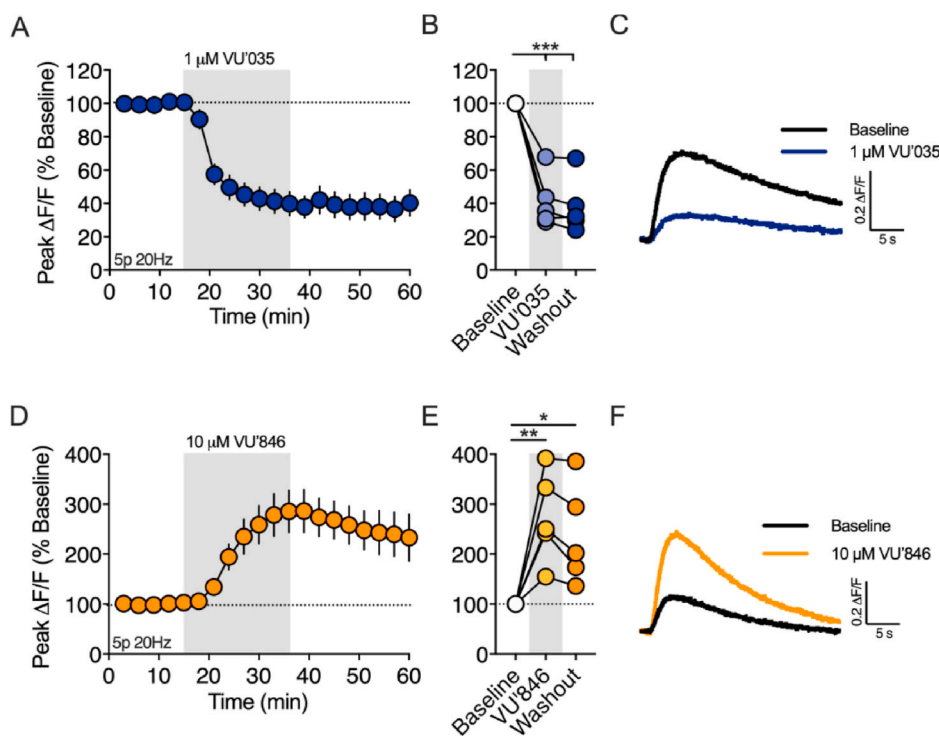 A
1 μM VU'035
Peak ΔF/F (% Baseline)
120
100
80
60
40
20
0
5p 20Hz
0 10 20 30 40 50 60
Time (min)
B
***
120
100
80
60
40
20
0
Baseline
VU'035
Washout
C
Baseline
1 μM VU'035
0.2 ΔF/F
5 s
D
10 μM VU'846
Peak ΔF/F (% Baseline)
400
300
200
100
0
5p 20Hz
0 10 20 30 40 50 60
Time (min)
E
*
**
400
300
200
100
0
Baseline
VU'846
Washout
F
Baseline
10 μM VU'846
0.2 ΔF/F
5 s